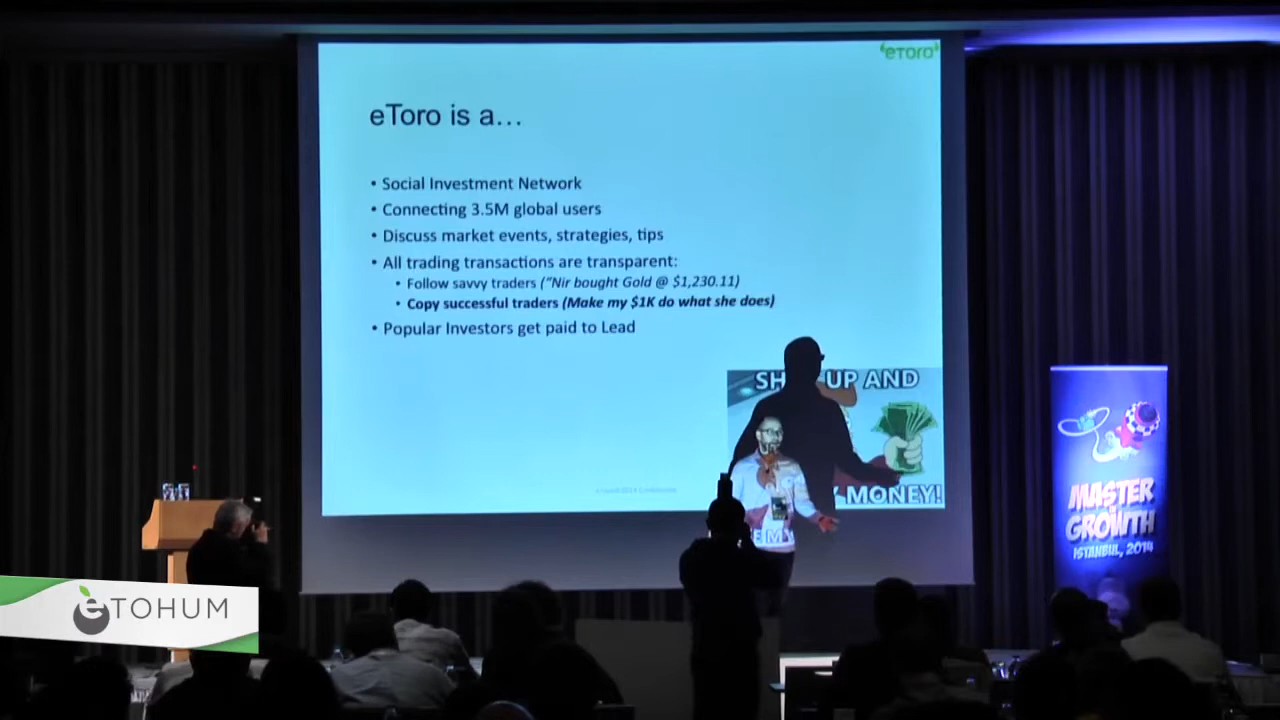 eTORO
eToro is a...
• Social Investment Network
• Connecting 3.5M global users
• Discuss market events, strategies, tips
• All trading transactions are transparent:
• Follow savvy traders ("Nir bought Gold @ $1,230.11)
• Copy successful traders (Make my $1K do what she does)
• Popular Investors get paid to Lead
UP AND
MONEY!
MASTER
GROWTH
ISTANBUL, 2014
eTOHUM